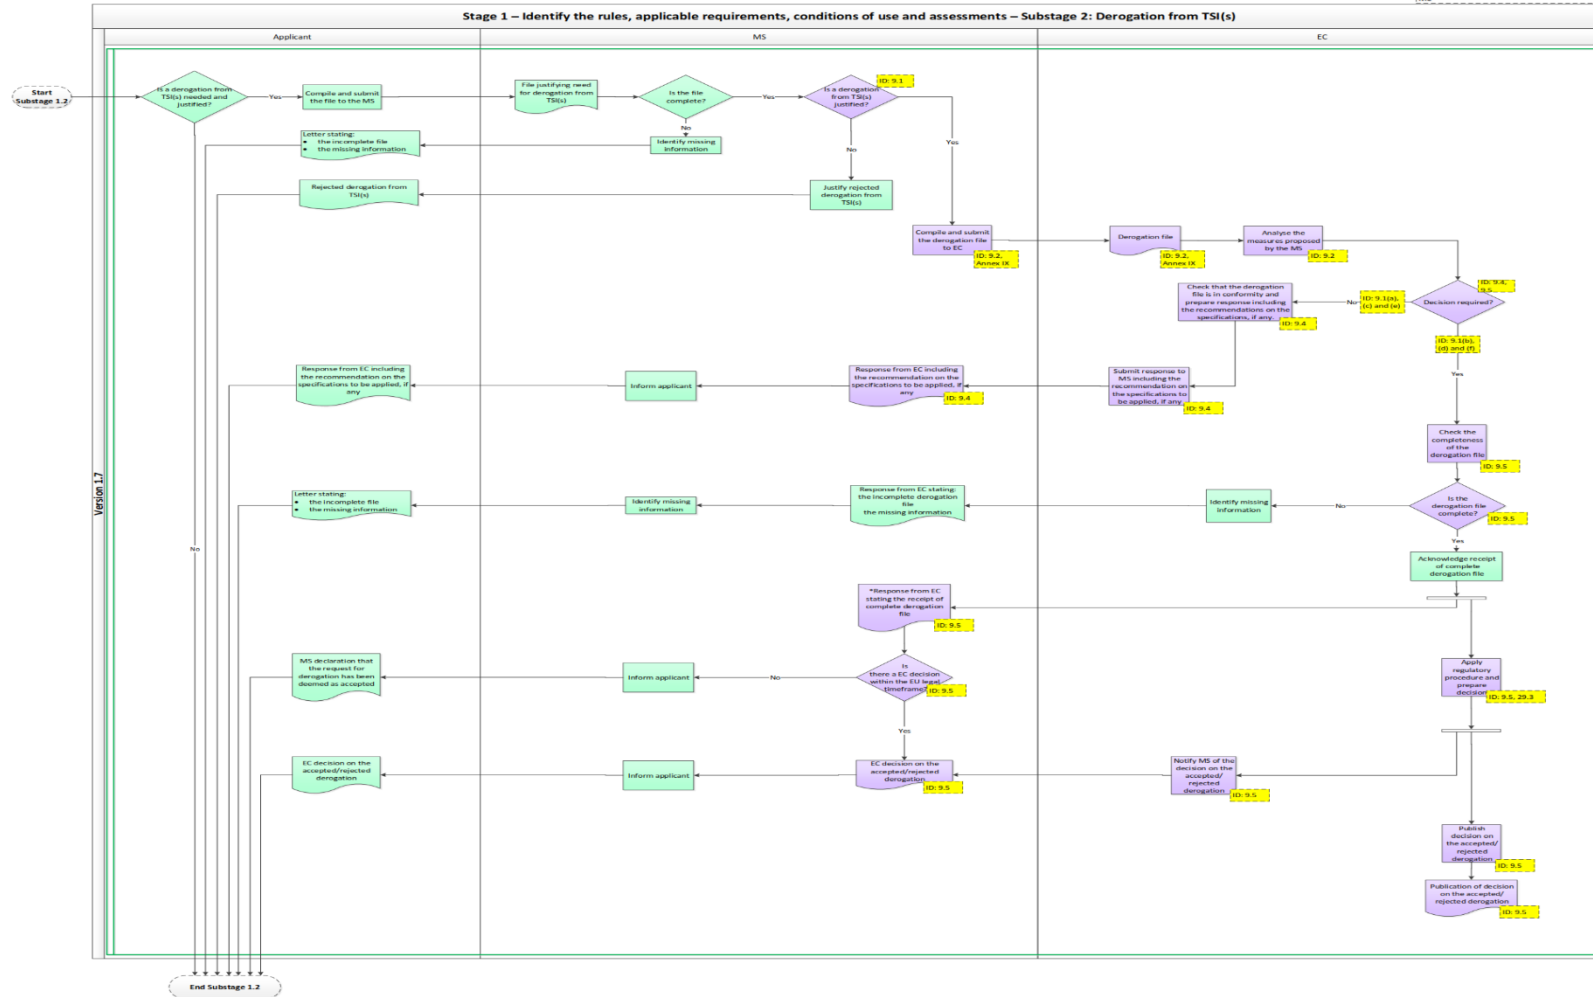 Stage 1 – Identify the rules, applicable requirements, conditions of use and assessments – Substage 2: Derogation from TSI(s)
Applicant
MS
EC
Version 1.7
Start
Substage 1.2
Is a derogation from
TSI(s) needed and
justified?
Yes
Compile and submit
the file to the MS
File justifying need
for derogation from
TSI(s)
Is the file
complete?
Yes
Is a derogation
from TSI(s)
justified?
ID: 9.1
No
Identify missing
information
Letter stating:
• the incomplete file
• the missing information
No
Yes
Justify rejected
derogation from
TSI(s)
Rejected derogation from
TSI(s)
Compile and submit
the derogation file
to EC
ID: 9.2,
Annex IX
Derogation file
ID: 9.2,
Annex IX
Analyse the
measures proposed
by the MS
ID: 9.2
Decision required?
ID: 9.4,
9.5
No
ID: 9.1(a),
(c) and (e)
Check that the derogation
file is in conformity and
prepare response including
the recommendations on the
specifications, if any.
ID: 9.4
ID: 9.1(b),
(d) and (f)
Yes
Submit response to
MS including the
recommendation on
the specifications to
be applied, if any
ID: 9.4
Response from EC including
the recommendation on the
specifications to be applied, if
any
ID: 9.4
Inform applicant
Response from EC including
the recommendation on the
specifications to be applied, if
any
Check the
completeness
of the
derogation file
ID: 9.5
Is the
derogation file
complete?
ID: 9.5
No
Identify missing
information
Response from EC stating:
the incomplete derogation
file
the missing information
Identify missing
information
Letter stating:
• the incomplete file
• the missing information
No
Yes
Acknowledge receipt
of complete
derogation file
*Response from EC
stating the receipt of
complete derogation
file
ID: 9.5
Is
there a EC decision
within the EU legal
timeframe?
ID: 9.5
No
Inform applicant
MS declaration that
the request for
derogation has been
deemed as accepted
Apply
regulatory
procedure and
prepare
decision
ID: 9.5, 29.3
Yes
EC decision on the
accepted/rejected
derogation
ID: 9.5
Inform applicant
EC decision on the
accepted/rejected
derogation
Notify MS of the
decision on the
accepted/
rejected
derogation
ID: 9.5
Publish
decision on
the accepted/
rejected
derogation
ID: 9.5
Publication of decision
on the accepted/
rejected derogation
ID: 9.5
End Substage 1.2